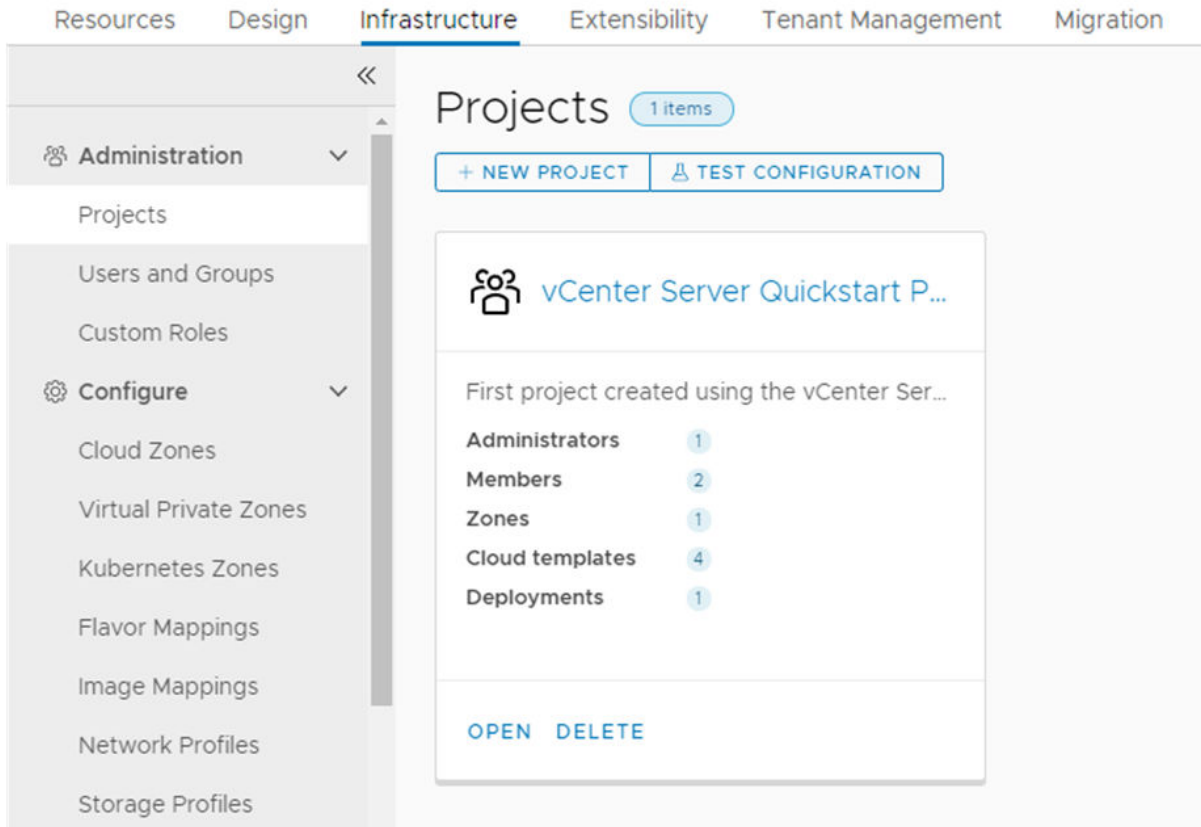 Resources Design Infrastructure Extensibility Tenant Management Migration
«
Administration
Projects
Users and Groups
Custom Roles
Configure
Cloud Zones
Virtual Private Zones
Kubernetes Zones
Flavor Mappings
Image Mappings
Network Profiles
Storage Profiles
Projects 1 items
+ NEW PROJECT TEST CONFIGURATION
vCenter Server Quickstart P...
First project created using the vCenter Ser...
Administrators 1
Members 2
Zones 1
Cloud templates 4
Deployments 1
OPEN DELETE